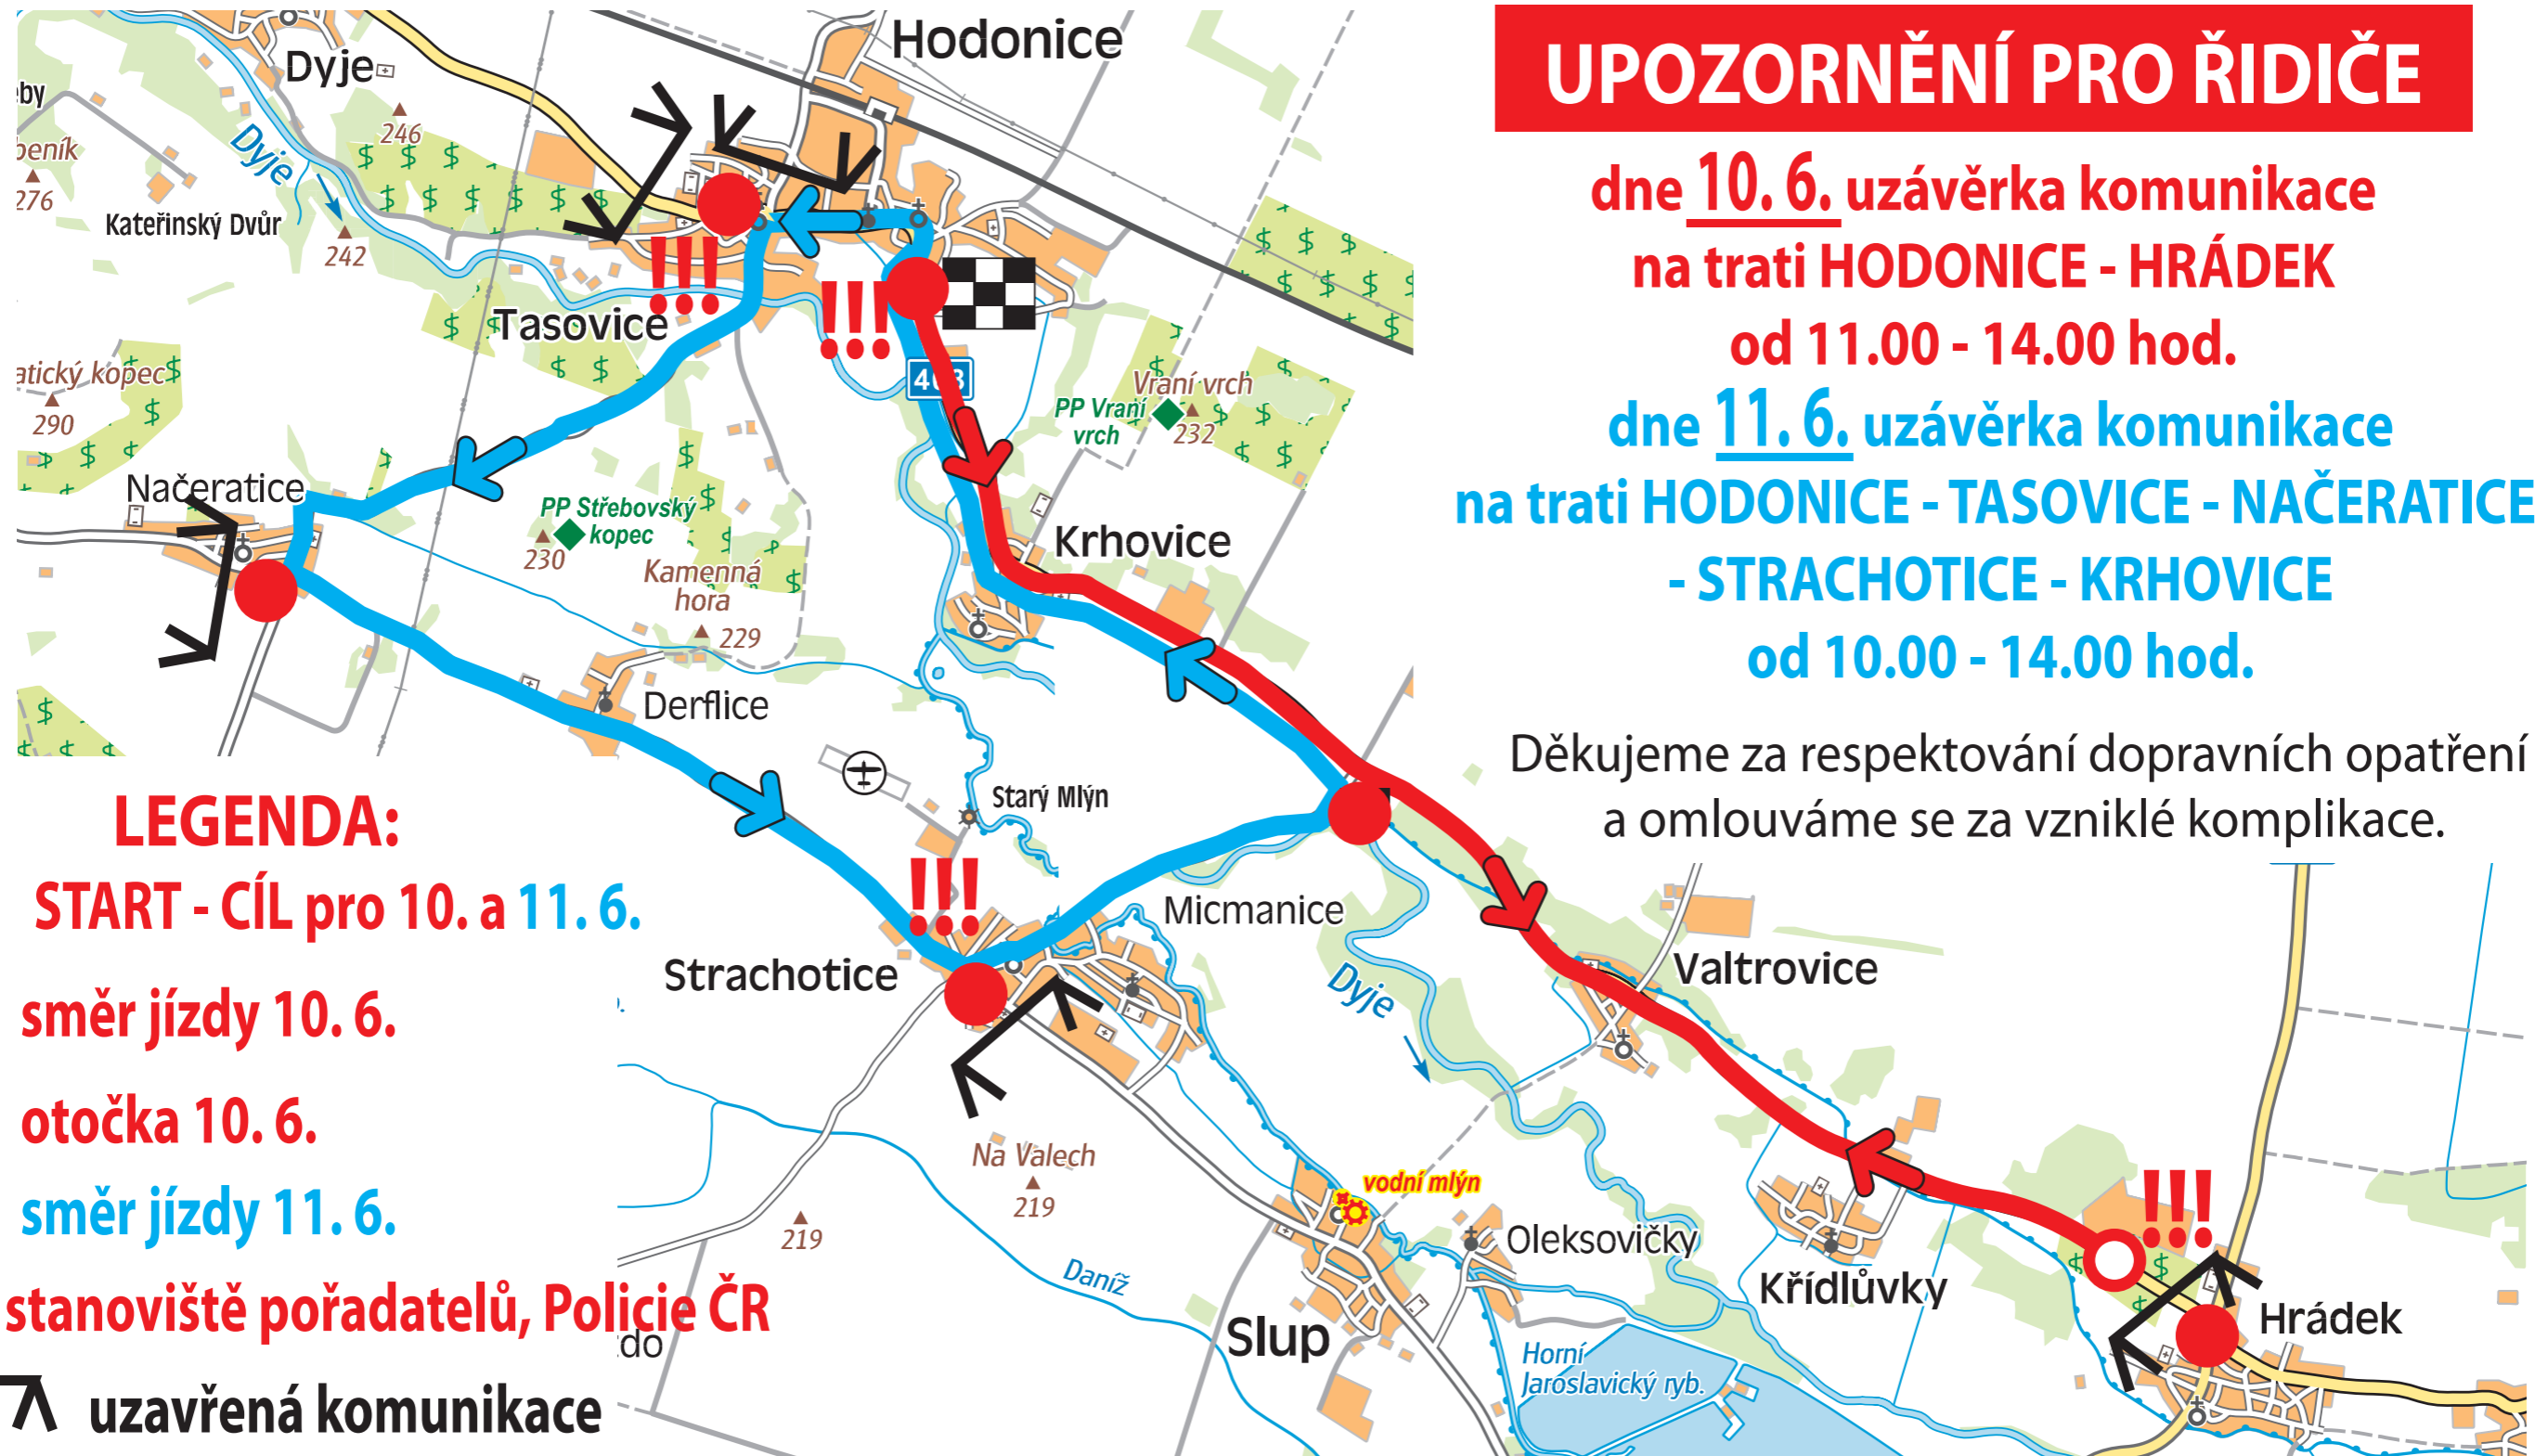 Hodonice
UPOZORNĚNÍ PRO ŘIDIČE
dne 10. 6. uzávěrka komunikace
na trati HODONICE - HRÁDEK
od 11.00 - 14.00 hod.
dne 11. 6. uzávěrka komunikace
na trati HODONICE - TASOVICE - NAČERATICE
- STRACHOTICE - KRHOVICE
od 10.00 - 14.00 hod.
Děkujeme za respektování dopravních opatření
a omlouváme se za vzniklé komplikace.
Dyje
eby
246
Dyje
beník
276
Kateřinský Dvůr
242
!!!
!!!
Tasovice
atický kopec
290
403
Vraní vrch
PP Vraní
vrch
232
Načeratice
PP Střebovský
kopec
230
Krhovice
Kamenná
hora
229
Derflice
Starý Mlýn
LEGENDA:
START - CÍL pro 10. a 11. 6.
směr jízdy 10. 6.
otočka 10. 6.
směr jízdy 11. 6.
stanoviště pořadatelů, Policie ČR
do
uzavřená komunikace
!!!
Micmanice
Strachotice
Dyje
Valtrovice
Na Valech
219
219
vodní mlýn
Oleksovičky
!!!
Daníž
Křídlůvky
Hrádek
Slup
Horní
Jaroslavický ryb.